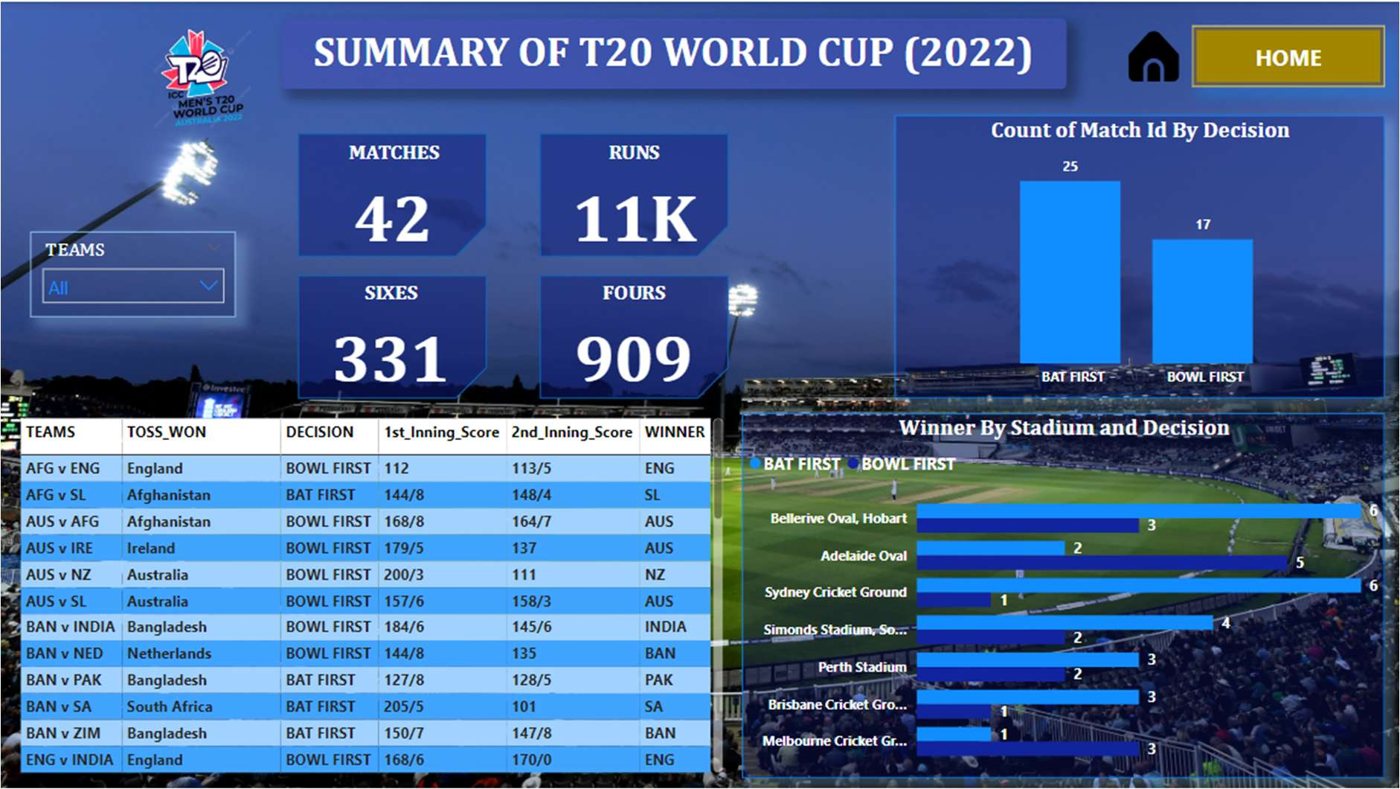 SUMMARY OF T20 WORLD CUP (2022)
HOME
T20
ICC
MEN'S T20
WORLD CUP
AUSTRALIA 2022
TEAMS
All
MATCHES
42
RUNS
11K
SIXES
331
FOURS
909
Count of Match Id By Decision
25
17
BAT FIRST
BOWL FIRST
Investec
TEAMS TOSS_WON DECISION 1st_Inning_Score 2nd_Inning_Score WINNER
AFG v ENG England BOWL FIRST 112 113/5 ENG
AFG v SL Afghanistan BAT FIRST 144/8 148/4 SL
AUS v AFG Afghanistan BOWL FIRST 168/8 164/7 AUS
AUS v IRE Ireland BOWL FIRST 179/5 137 AUS
AUS v NZ Australia BOWL FIRST 200/3 111 NZ
AUS v SL Australia BOWL FIRST 157/6 158/3 AUS
BAN v INDIA Bangladesh BOWL FIRST 184/6 145/6 INDIA
BAN v NED Netherlands BOWL FIRST 144/8 135 BAN
BAN v PAK Bangladesh BAT FIRST 127/8 128/5 PAK
BAN v SA South Africa BAT FIRST 205/5 101 SA
BAN v ZIM Bangladesh BAT FIRST 150/7 147/8 BAN
ENG v INDIA England BOWL FIRST 168/6 170/0 ENG
Winner By Stadium and Decision
BAT FIRST BOWL FIRST
Bellerive Oval, Hobart 6
3
Adelaide Oval 2
5
Sydney Cricket Ground 6
1
Simonds Stadium, So... 4
2
Perth Stadium 3
2
Brisbane Cricket Gro... 3
1
Melbourne Cricket Gr... 1
3